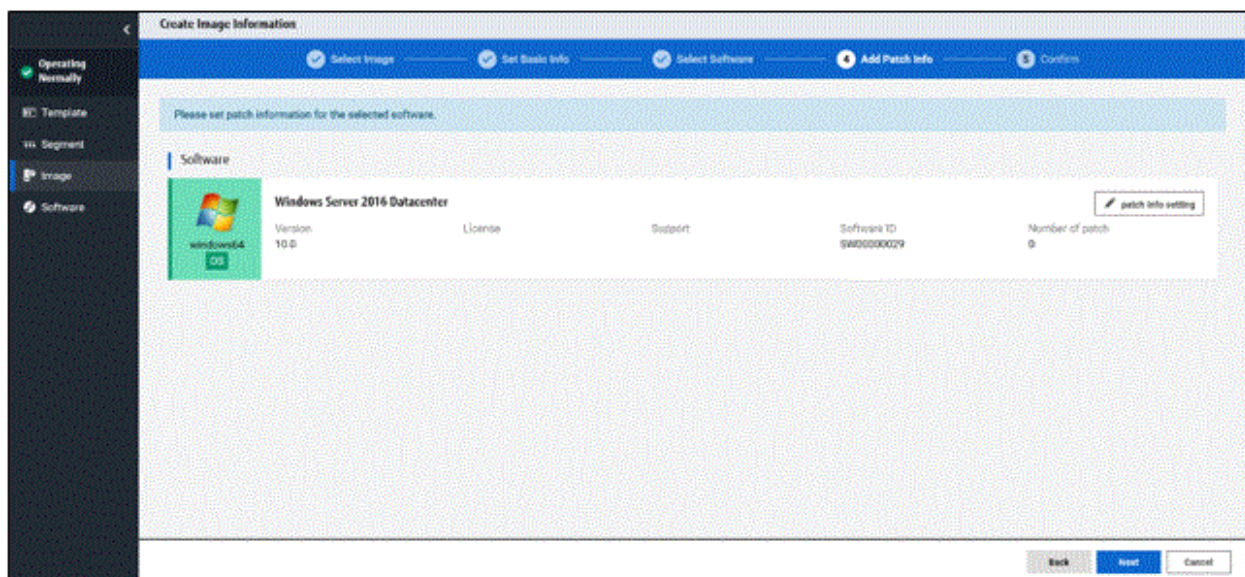 Create Image Information
Operating
Normally
Template
Segment
Image
Software
Select Image
Set Basic Info
Select Software
4 Add Patch Info
5 Confirm
Please set patch information for the selected software.
Software
windows64
OS
Windows Server 2016 Datacenter
patch info setting
Version
License
Support
Software ID
Number of patch
10.0
SW00000029
0
Back
Next
Cancel